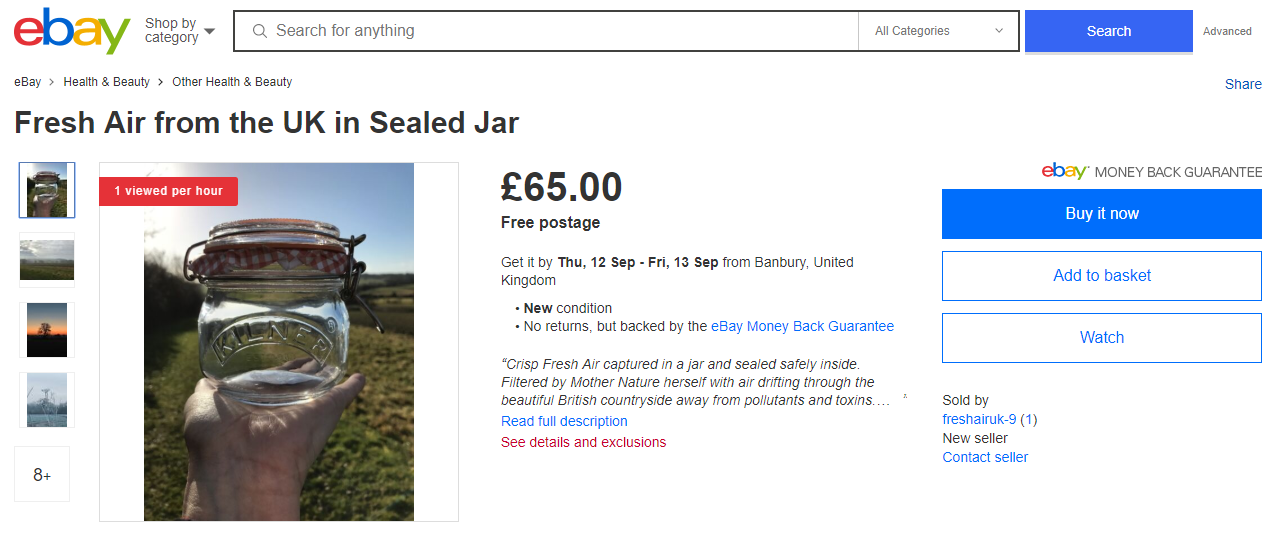 ebay
Shop by
category
Search for anything
All Categories
Search
Advanced
eBay > Health & Beauty > Other Health & Beauty
Share
Fresh Air from the UK in Sealed Jar
1 viewed per hour
KILNER
8+
£65.00
Free postage
Get it by Thu, 12 Sep - Fri, 13 Sep from Banbury, United
Kingdom
• New condition
• No returns, but backed by the eBay Money Back Guarantee
"Crisp Fresh Air captured in a jar and sealed safely inside.
Filtered by Mother Nature herself with air drifting through the
beautiful British countryside away from pollutants and toxins.… "
Read full description
See details and exclusions
ebay MONEY BACK GUARANTEE
Buy it now
Add to basket
Watch
Sold by
freshairuk-9 (1)
New seller
Contact seller